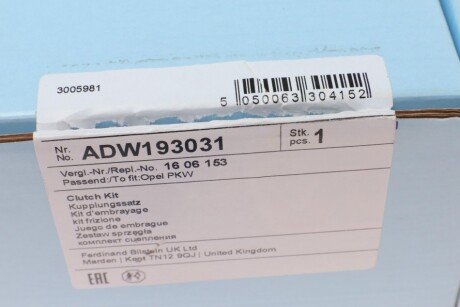 3005981
5 050063 304152
Nr.
No. ADW193031
Stk.
pcs. 1
Vergl.-Nr./Repl.-No. 16 06 153
Passend:/To fit:Opel PKW
Clutch Kit
Kupplungssatz
Kit d'embrayage
kit frizione
Juego de embrague
Zestaw sprzęgła
комплект сцепления
Ferdinand Bilstein UK Ltd
Marden | Kent TN12 9QJ | United Kingdom
EAC